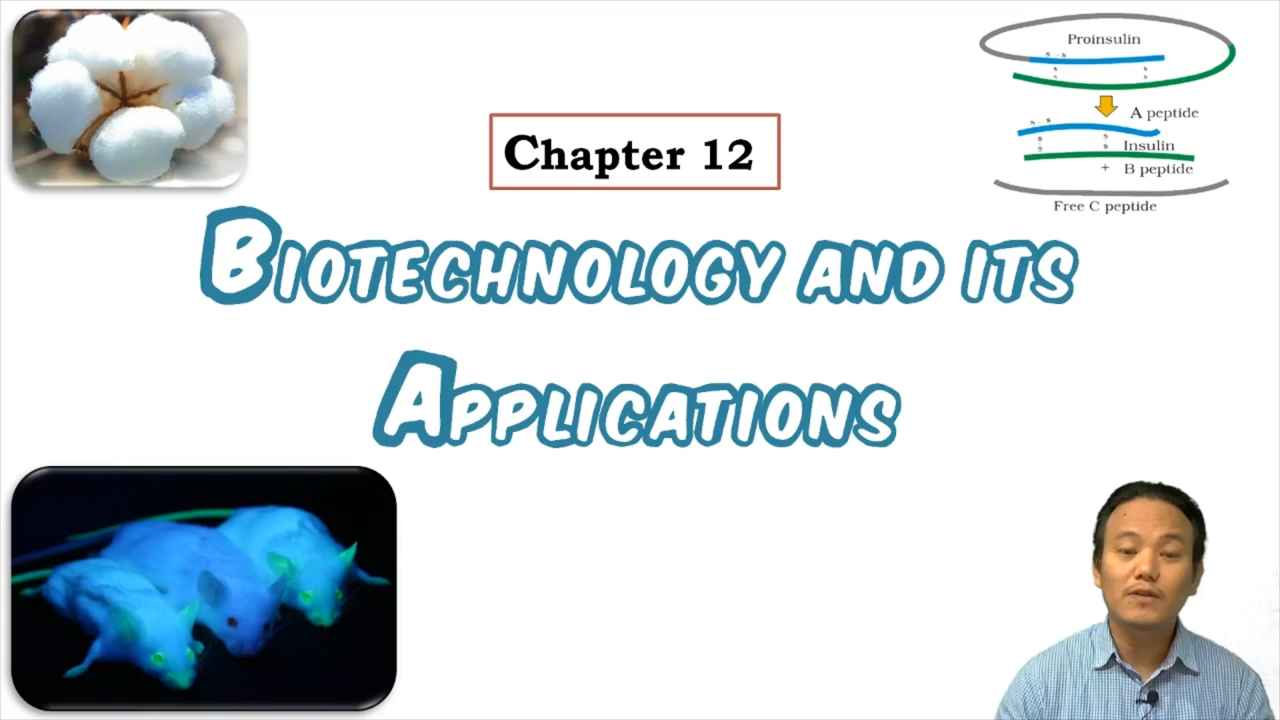 Chapter 12
BIOTECHNOLOGY AND ITS
APPLICATIONS
Proinsulin
s - s
s s
s s
A peptide
s - s
s s
s s
Insulin
+ B peptide
Free C peptide